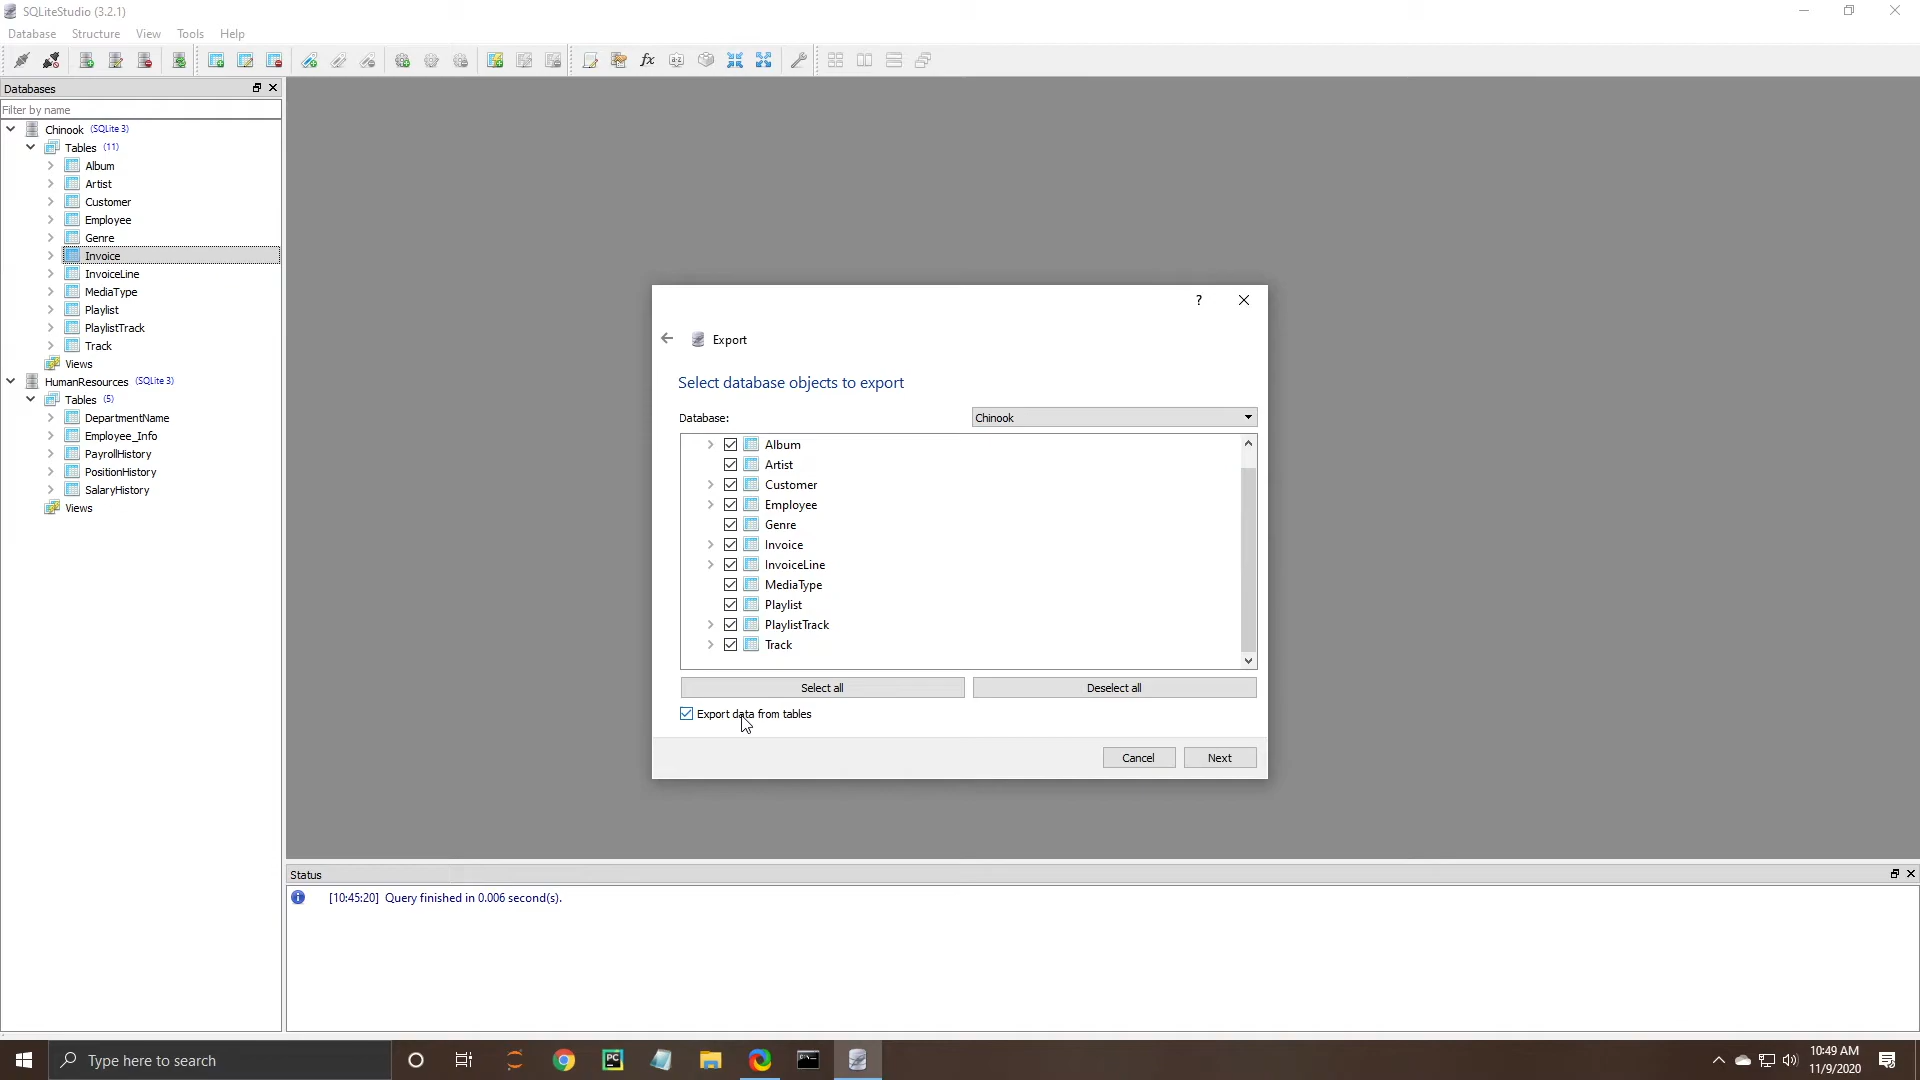 SQLiteStudio (3.2.1)
Database Structure View Tools Help
Databases
Filter by name
Chinook (SQLite 3)
Tables (11)
Album
Artist
Customer
Employee
Genre
Invoice
InvoiceLine
MediaType
Playlist
PlaylistTrack
Track
Views
HumanResources (SQLite 3)
Tables (5)
DepartmentName
Employee_Info
PayrollHistory
PositionHistory
SalaryHistory
Views
?
Export
Select database objects to export
Database: Chinook
Album
Artist
Customer
Employee
Genre
Invoice
InvoiceLine
MediaType
Playlist
PlaylistTrack
Track
Select all Deselect all
Export data from tables
Cancel Next
Status
[10:45:20] Query finished in 0.006 second(s).
Type here to search
PC
10:49 AM
11/9/2020